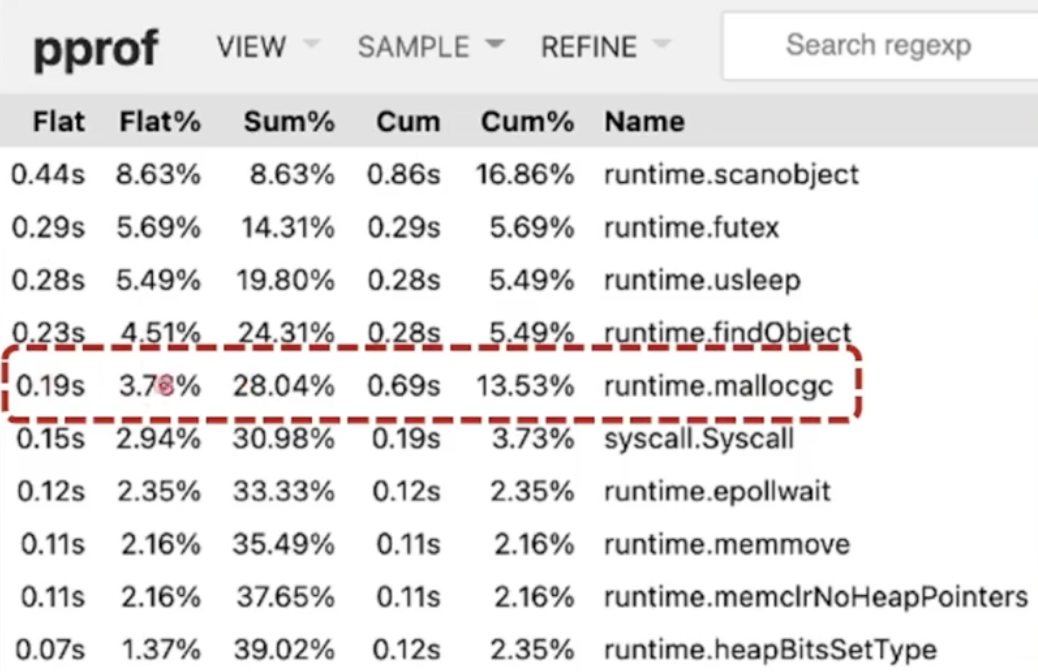 pprof VIEW SAMPLE REFINE Search regexp
Flat Flat% Sum% Cum Cum% Name
0.44s 8.63% 8.63% 0.86s 16.86% runtime.scanobject
0.29s 5.69% 14.31% 0.29s 5.69% runtime.futex
0.28s 5.49% 19.80% 0.28s 5.49% runtime.usleep
0.23s 4.51% 24.31% 0.28s 5.49% runtime.findObject
0.19s 28.04% 0.69s 13.53% runtime.mallocgc
0.15s 2.94% 30.98% 0.19s 3.73% syscall.Syscall
0.12s 2.35% 33.33% 0.12s 2.35% runtime.epollwait
0.11s 2.16% 35.49% 0.11s 2.16% runtime.memmove
0.11s 2.16% 37.65% 0.11s 2.16% runtime.memclrNoHeapPointers
0.07s 1.37% 39.02% 0.12s 2.35% runtime.heapBitsSetType